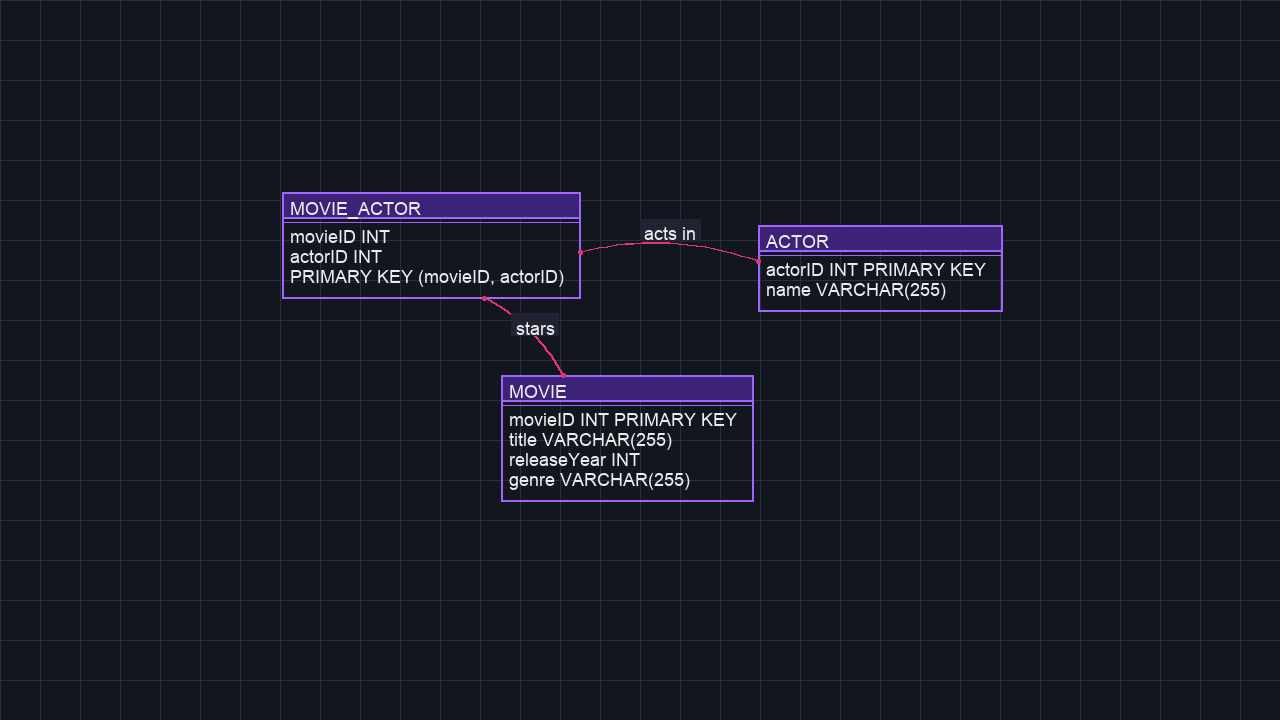 MOVIE_ACTOR
movieID INT
actorID INT
PRIMARY KEY (movieID, actorID)
acts in
ACTOR
actorID INT PRIMARY KEY
name VARCHAR(255)
stars
MOVIE
movieID INT PRIMARY KEY
title VARCHAR(255)
releaseYear INT
genre VARCHAR(255)